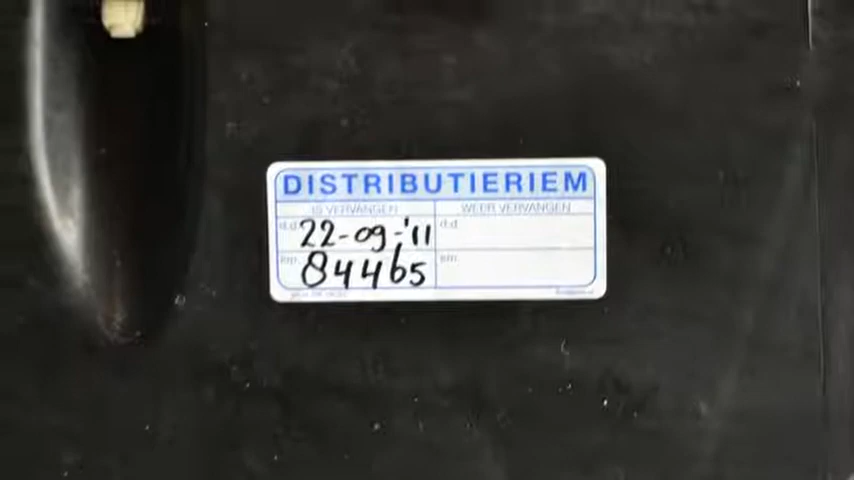 DISTRIBUTIERIEM
IS VERVANGEN WEER VERVANGEN
d.d. 22-09-'11 d.d.
km. 84465 km.